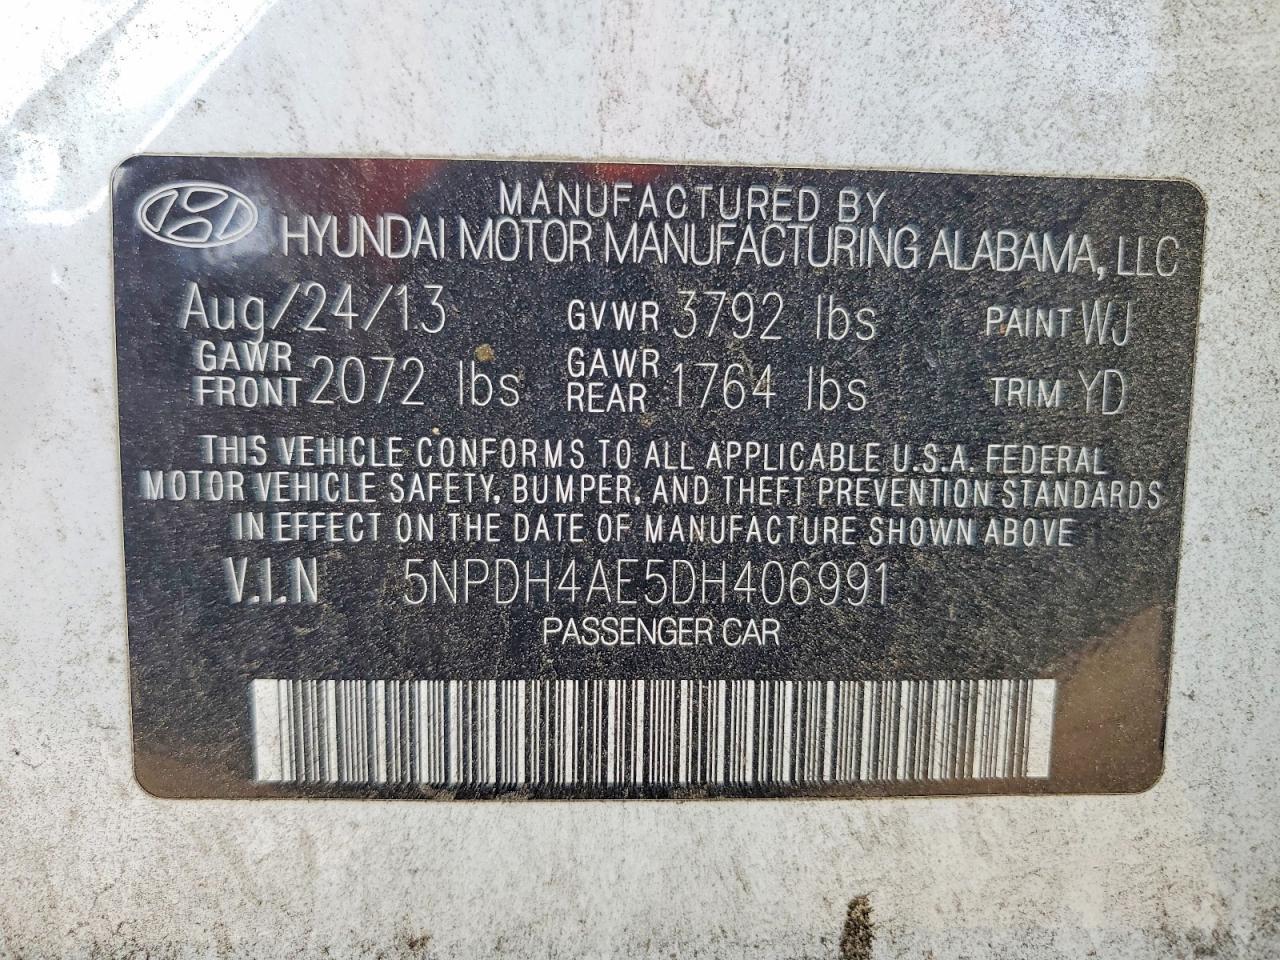 MANUFACTURED BY
HYUNDAI MOTOR MANUFACTURING ALABAMA, LLC
Aug/24/13 GVWR 3792 lbs PAINT WJ
GAWR FRONT 2072 lbs GAWR REAR 1764 lbs TRIM YD
THIS VEHICLE CONFORMS TO ALL APPLICABLE U.S.A. FEDERAL
MOTOR VEHICLE SAFETY, BUMPER, AND THEFT PREVENTION STANDARDS
IN EFFECT ON THE DATE OF MANUFACTURE SHOWN ABOVE
V.I.N 5NPDH4AE5DH406991
PASSENGER CAR